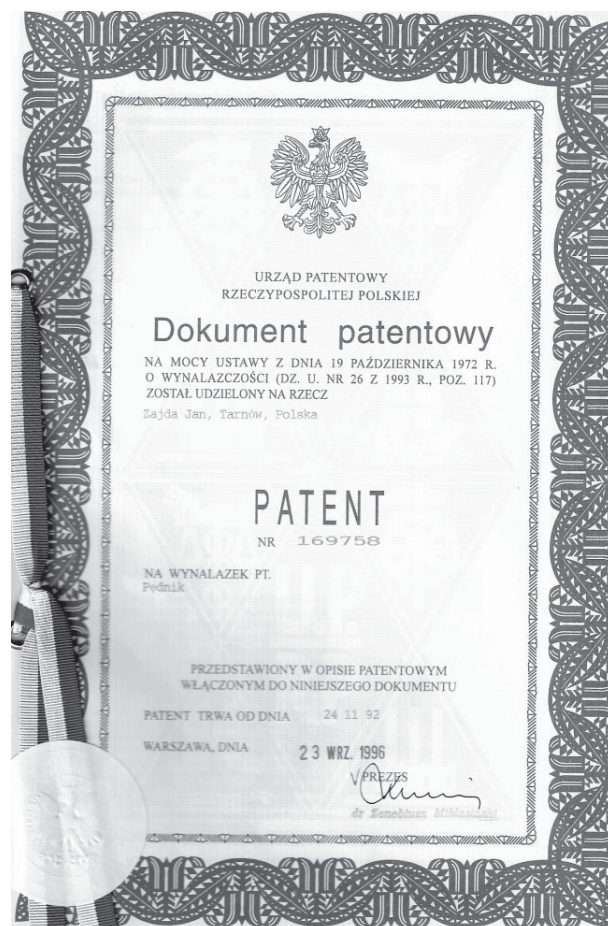 URZĄD PATENTOWY
RZECZYPOSPOLITEJ POLSKIEJ
Dokument patentowy
NA MOCY USTAWY Z DNIA 19 PAŹDZIERNIKA 1972 R.
O WYNALAZCZOŚCI (DZ. U. NR 26 Z 1993 R., POZ. 117)
ZOSTAŁ UDZIELONY NA RZECZ
Zajda Jan, Tarnów, Polska
PATENT
NR 169758
NA WYNALAZEK PT.
Pędnik
PRZEDSTAWIONY W OPISIE PATENTOWYM
WŁĄCZONYM DO NINIEJSZEGO DOKUMENTU
PATENT TRWA OD DNIA 24 11 92
WARSZAWA, DNIA 23 WRZ. 1996
PREZES
dr